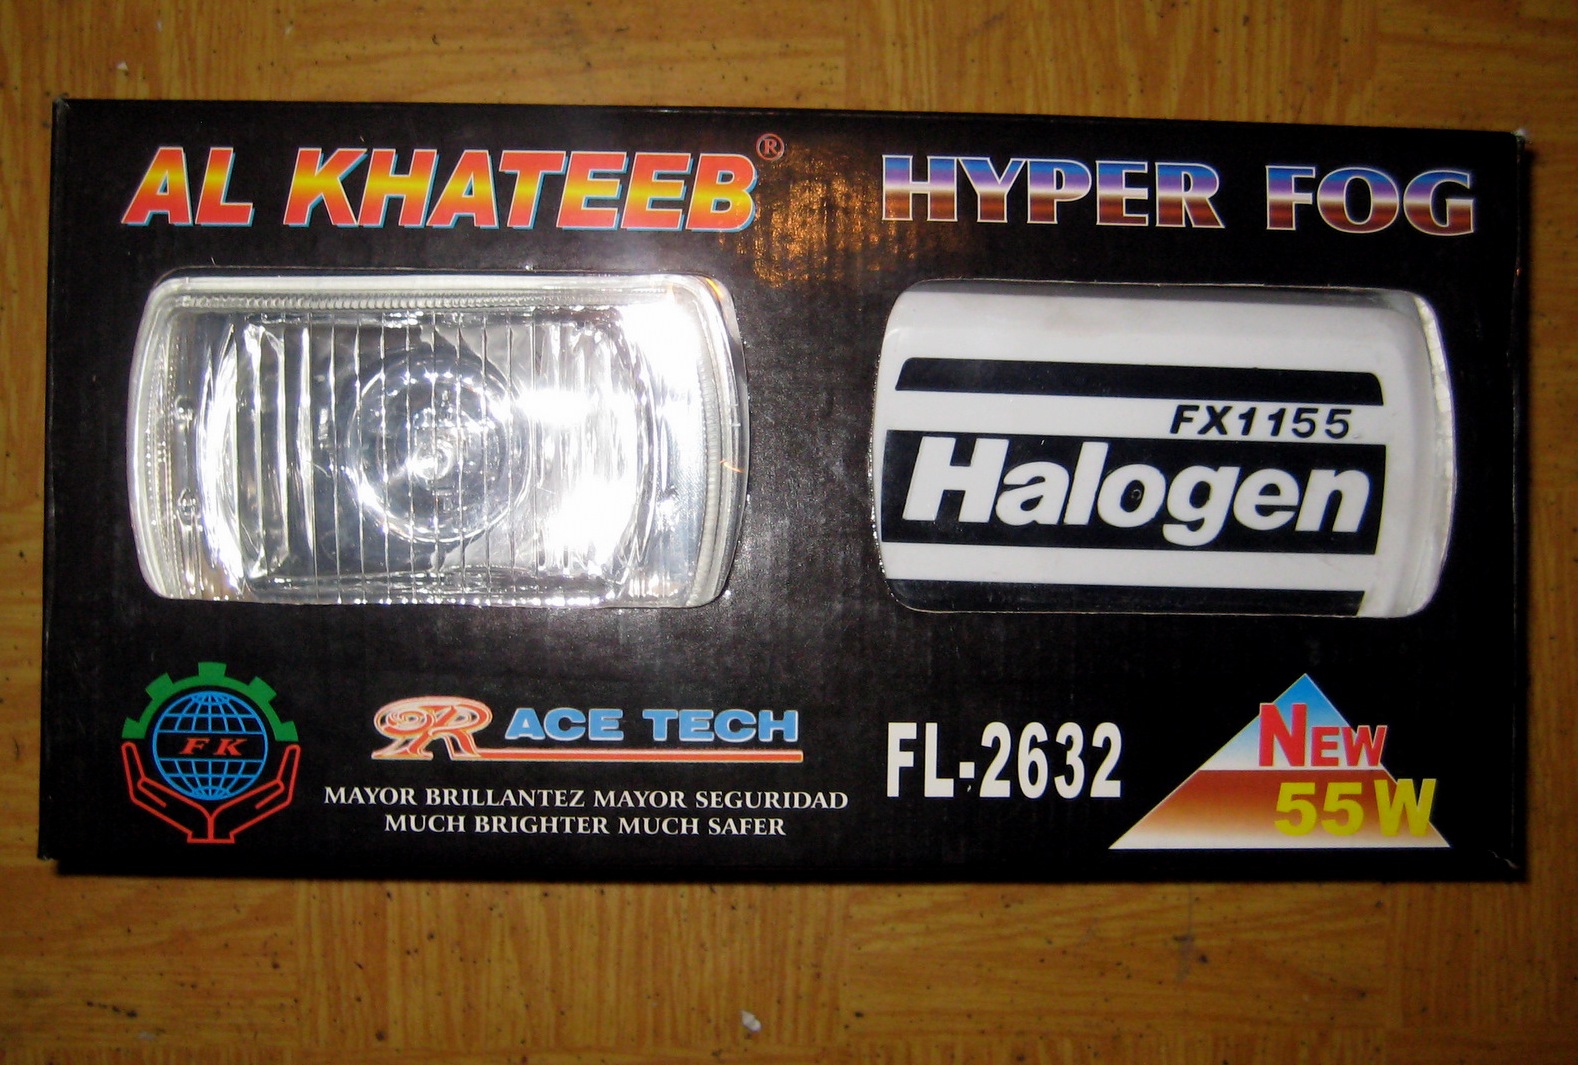 AL KHATEEB®
HYPER FOG
FX1155
Halogen
FK
R ACE TECH
MAYOR BRILLANTEZ MAYOR SEGURIDAD
MUCH BRIGHTER MUCH SAFER
FL-2632
NEW
55W